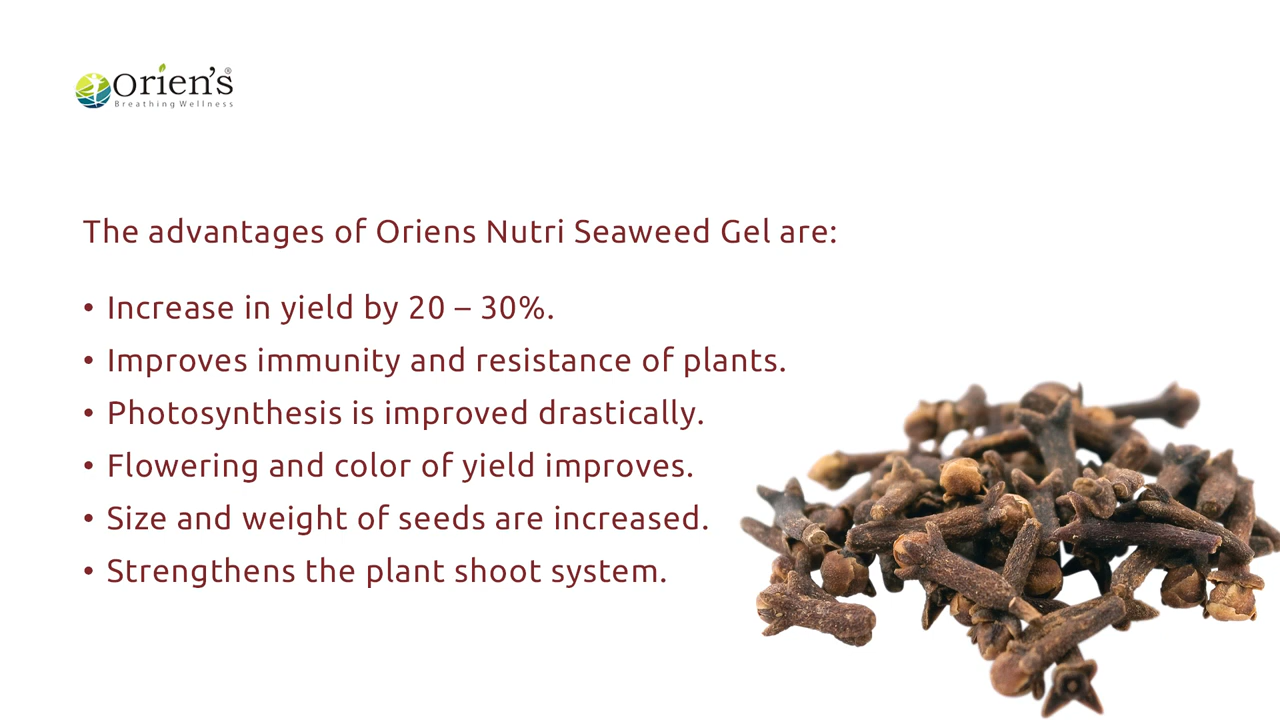 Orien's®
Breathing Wellness
The advantages of Oriens Nutri Seaweed Gel are:
• Increase in yield by 20 – 30%.
• Improves immunity and resistance of plants.
• Photosynthesis is improved drastically.
• Flowering and color of yield improves.
• Size and weight of seeds are increased.
• Strengthens the plant shoot system.